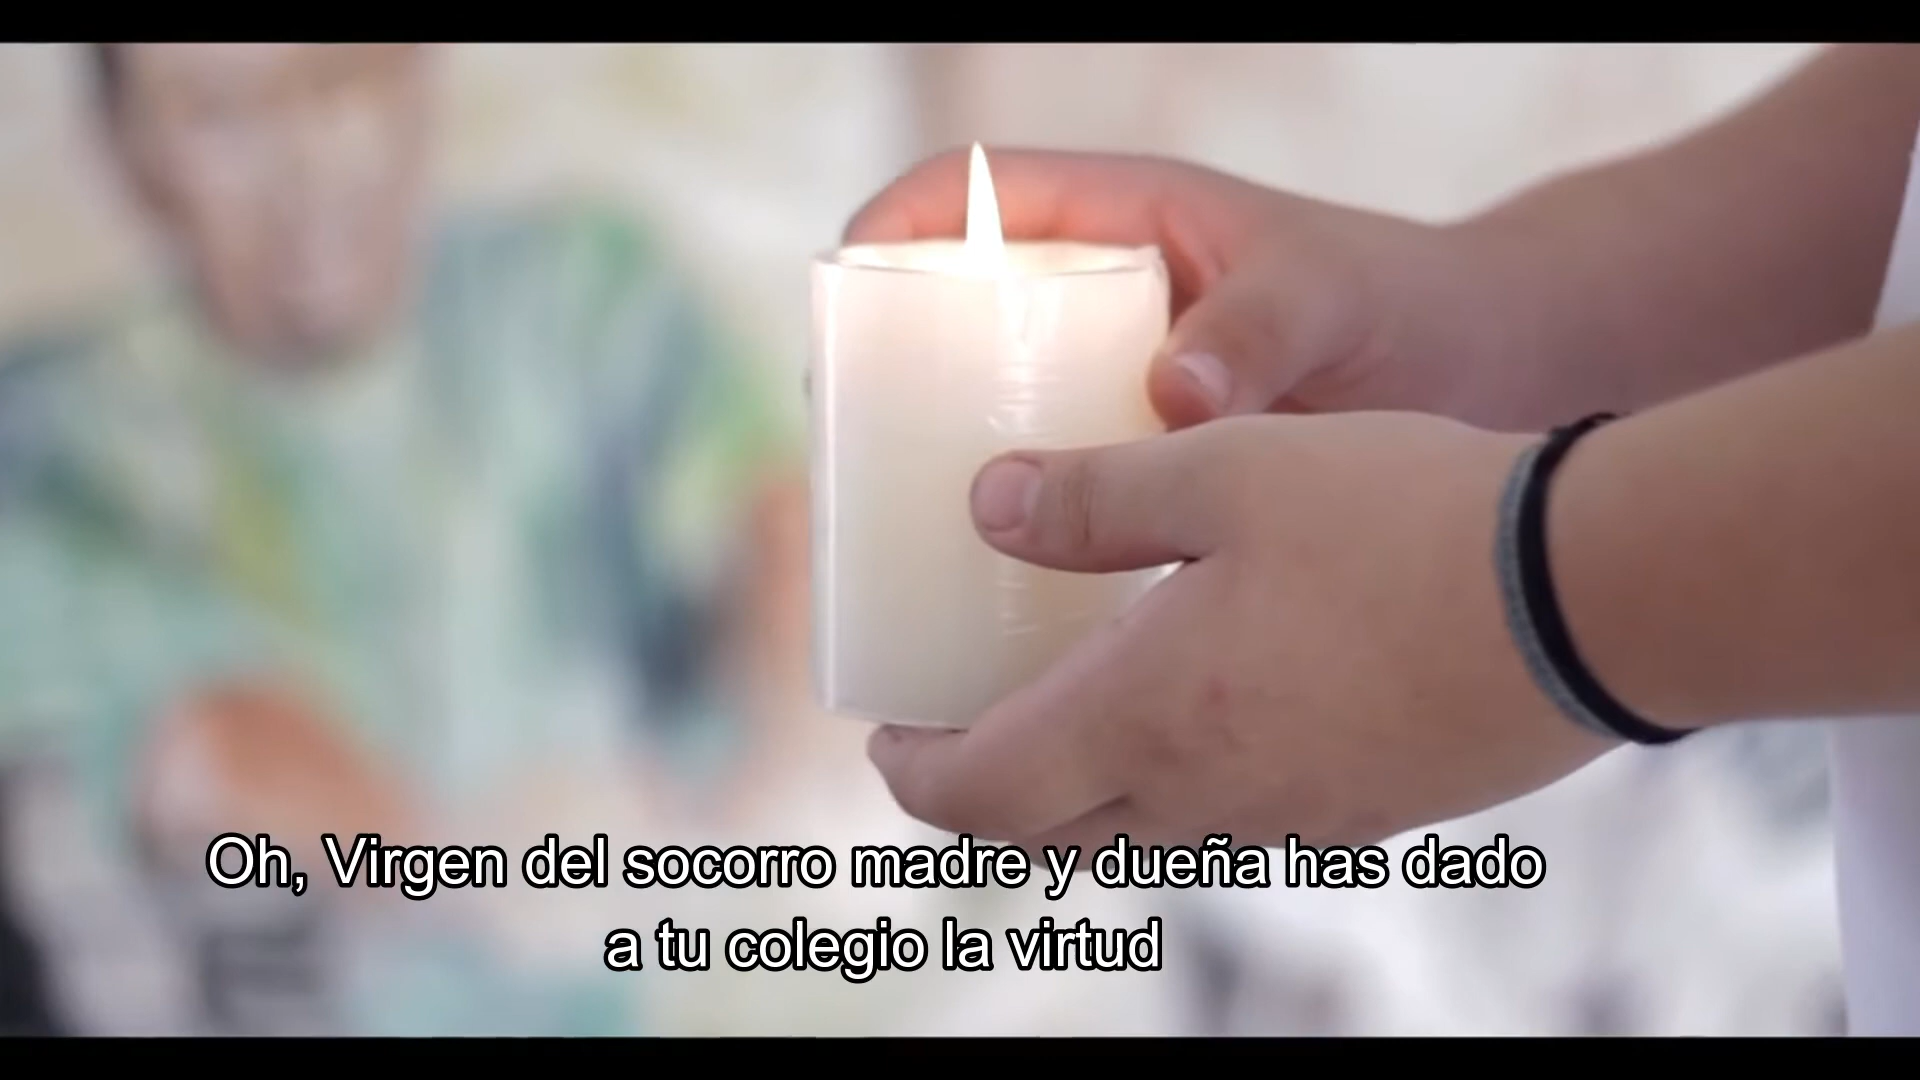 Oh, Virgen del socorro madre y dueña has dado
a tu colegio la virtud